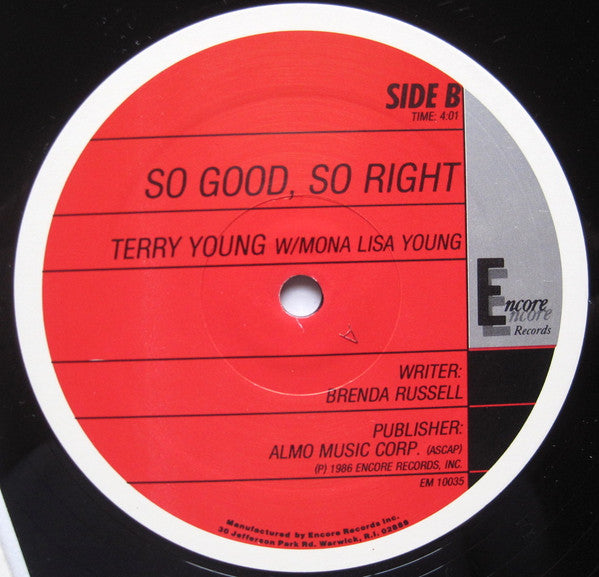 SIDE B
TIME: 4:01
SO GOOD, SO RIGHT
TERRY YOUNG W/MONA LISA YOUNG
Encore
Encore
Records
WRITER:
BRENDA RUSSELL
PUBLISHER:
ALMO MUSIC CORP. (ASCAP)
(P) 1986 ENCORE RECORDS, INC.
EM 10035
Manufactured by Encore Records Inc.
30 Jefferson Park Rd. Warwick, R.I. 02888